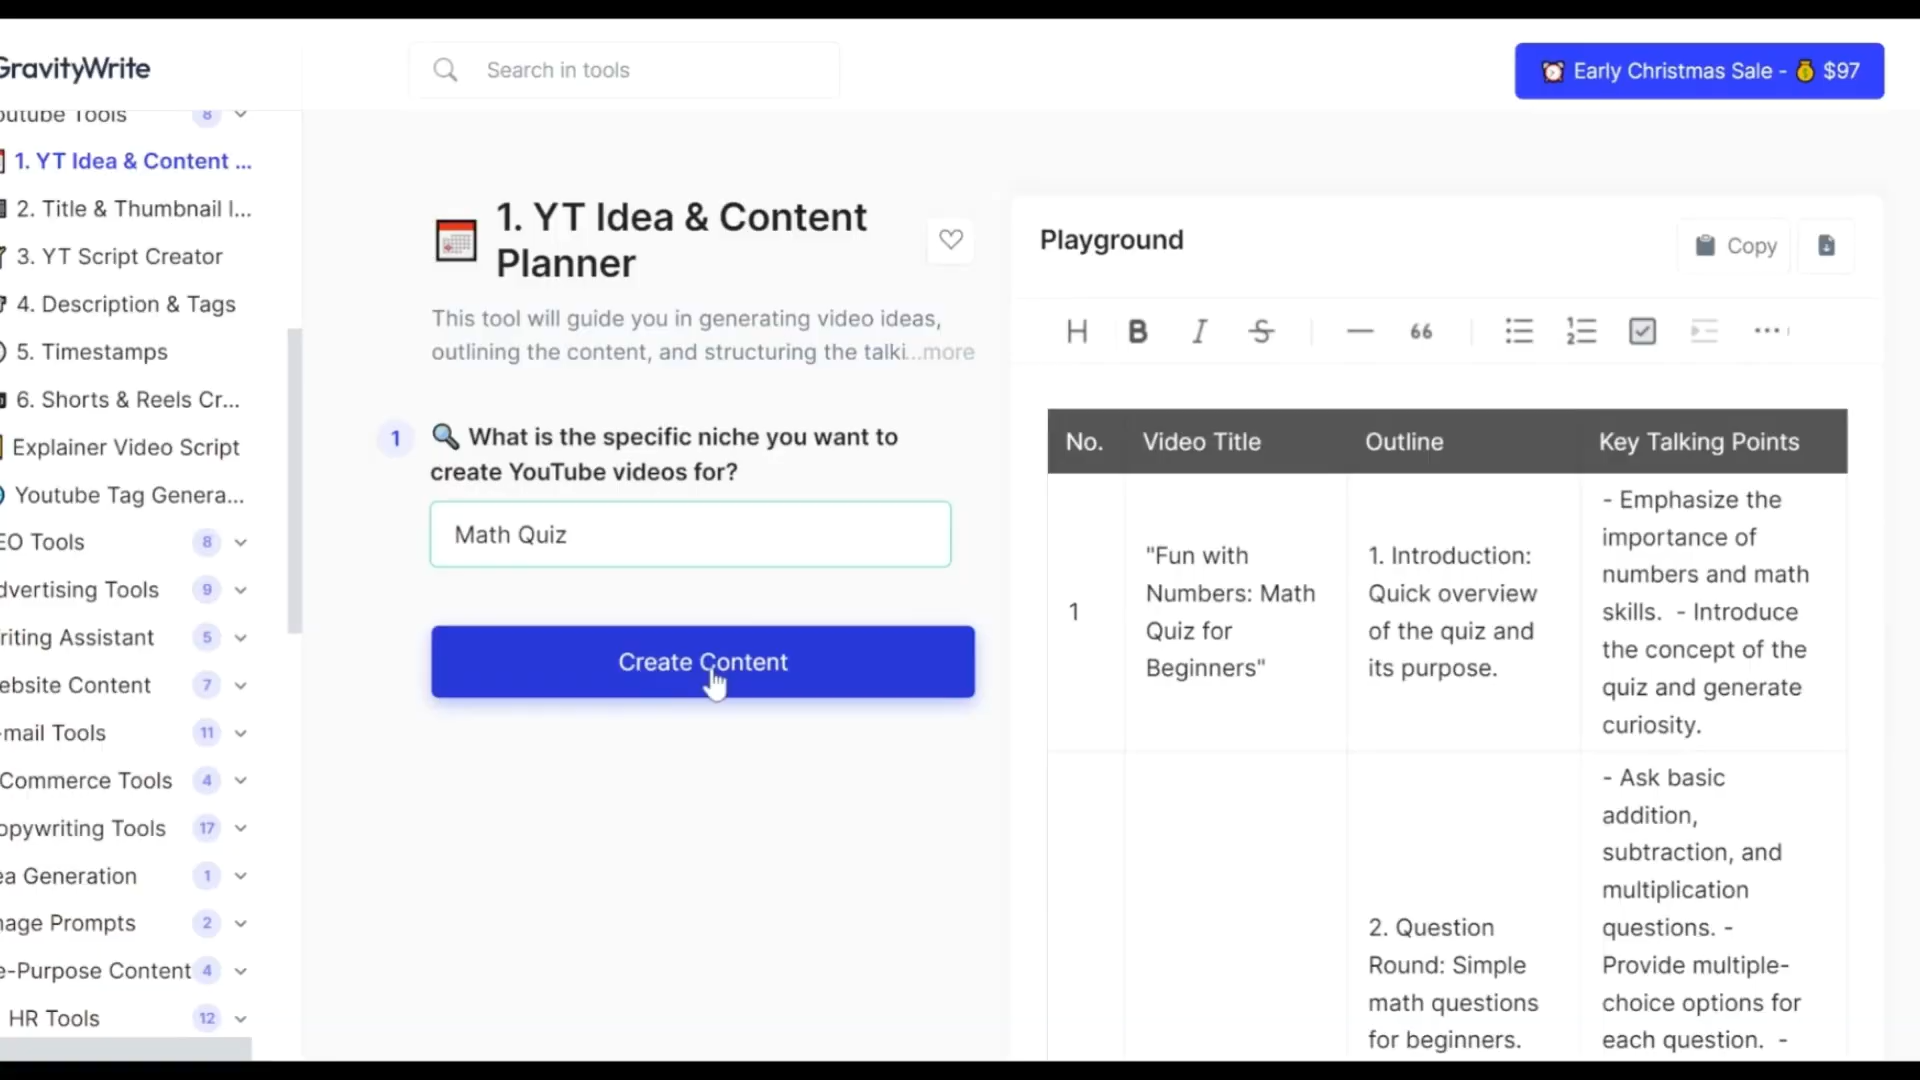 GravityWrite
Search in tools
Early Christmas Sale - $97
outube Tools 8
1. YT Idea & Content ...
2. Title & Thumbnail I...
3. YT Script Creator
4. Description & Tags
5. Timestamps
6. Shorts & Reels Cr...
Explainer Video Script
Youtube Tag Genera...
EO Tools 8
dvertising Tools 9
riting Assistant 5
ebsite Content 7
-mail Tools 11
Commerce Tools 4
opywriting Tools 17
ea Generation 1
nage Prompts 2
e-Purpose Content 4
HR Tools 12
1. YT Idea & Content
Planner
This tool will guide you in generating video ideas,
outlining the content, and structuring the talki...more
1 What is the specific niche you want to
create YouTube videos for?
Math Quiz
Create Content
Playground
Copy
H B I S 66
No. Video Title Outline Key Talking Points
1
"Fun with
Numbers: Math
Quiz for
Beginners"
1. Introduction:
Quick overview
of the quiz and
its purpose.
- Emphasize the
importance of
numbers and math
skills. - Introduce
the concept of the
quiz and generate
curiosity.
2. Question
Round: Simple
math questions
for beginners.
- Ask basic
addition,
subtraction, and
multiplication
questions. -
Provide multiple-
choice options for
each question. -